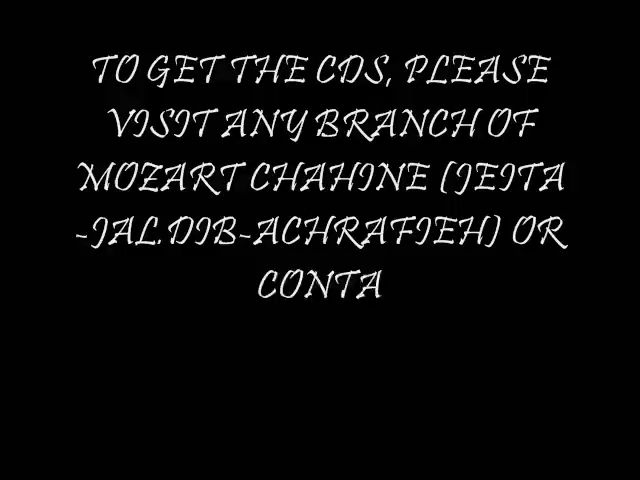 TO GET THE CDS, PLEASE
VISIT ANY BRANCH OF
MOZART CHAHINE (JEITA
-JAL.DIB-ACHRAFIEH) OR
CONTA